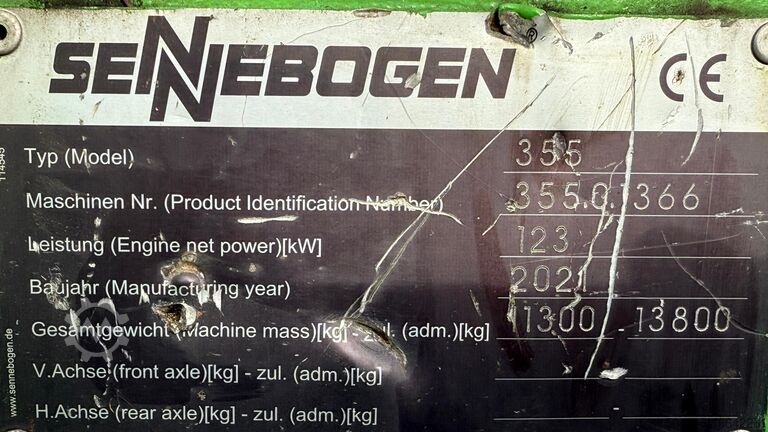 SENNEBOGEN CE
Typ (Model) 355
Maschinen Nr. (Product Identification Number) 355.0.1366
Leistung (Engine net power)[kW] 123
Baujahr (Manufacturing year) 2021
Gesamtgewicht (Machine mass)[kg] - zul. (adm.)[kg] 11300 - 13800
V.Achse (front axle)[kg] - zul. (adm.)[kg] -
H.Achse (rear axle)[kg] - zul. (adm.)[kg] -
www.sennebogen.de
114545